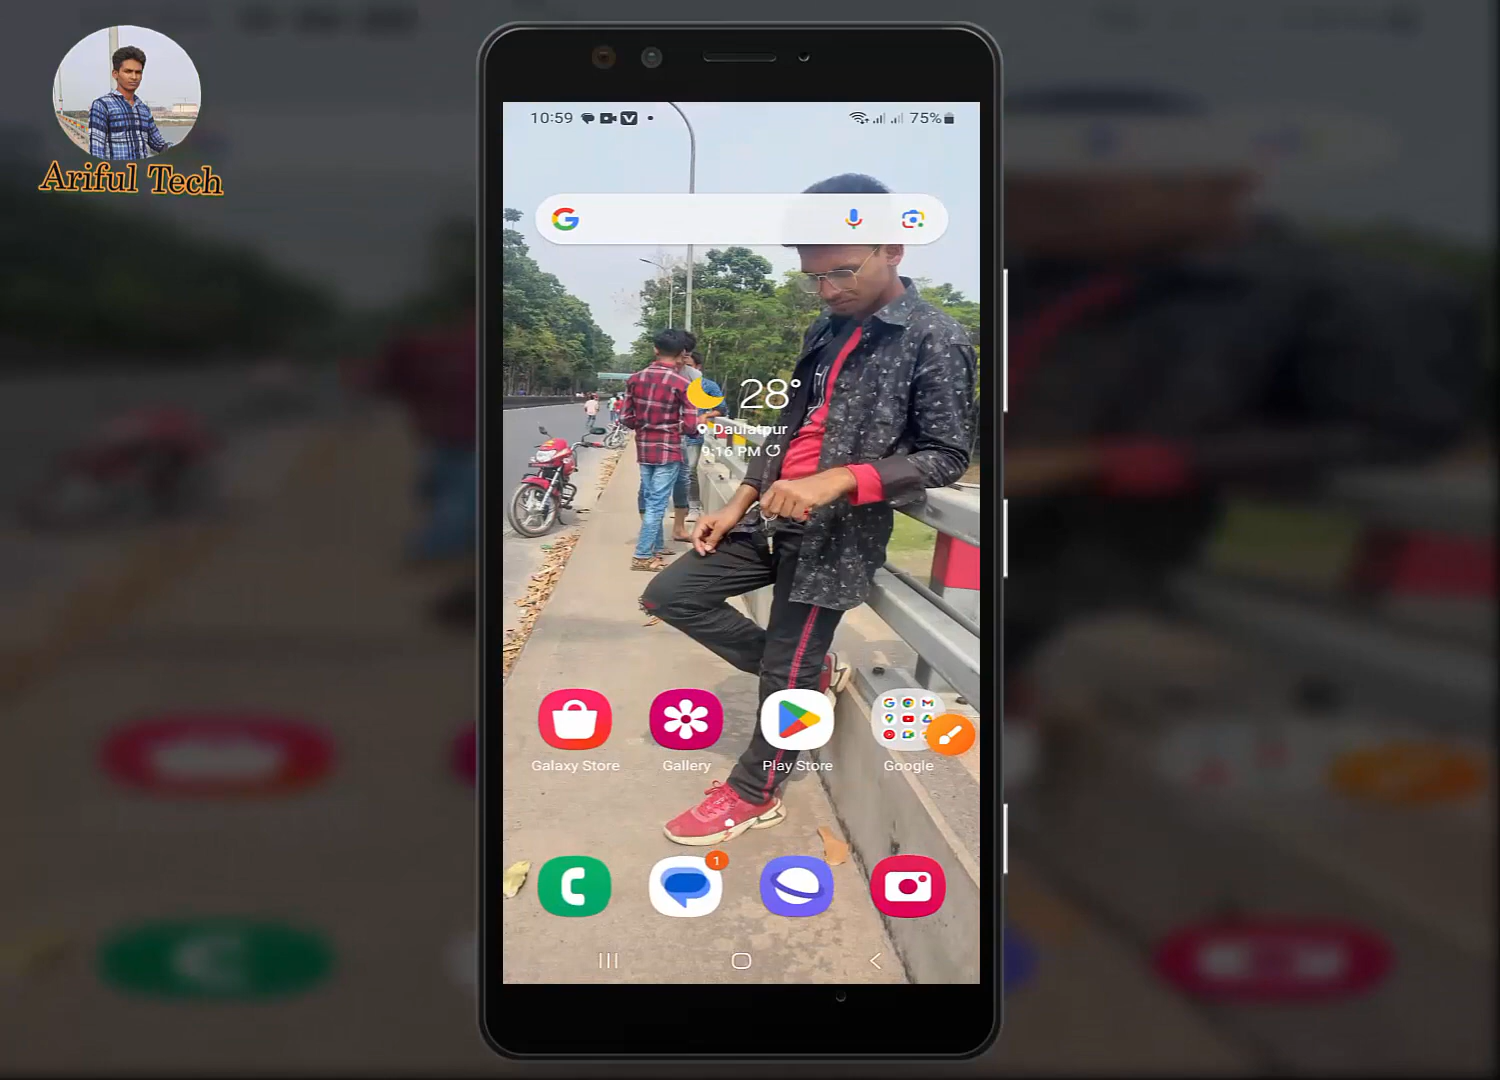 Ariful Tech
10:59
75%
28°
Daulatpur
9:16 PM
Galaxy Store
Gallery
Play Store
Google
1